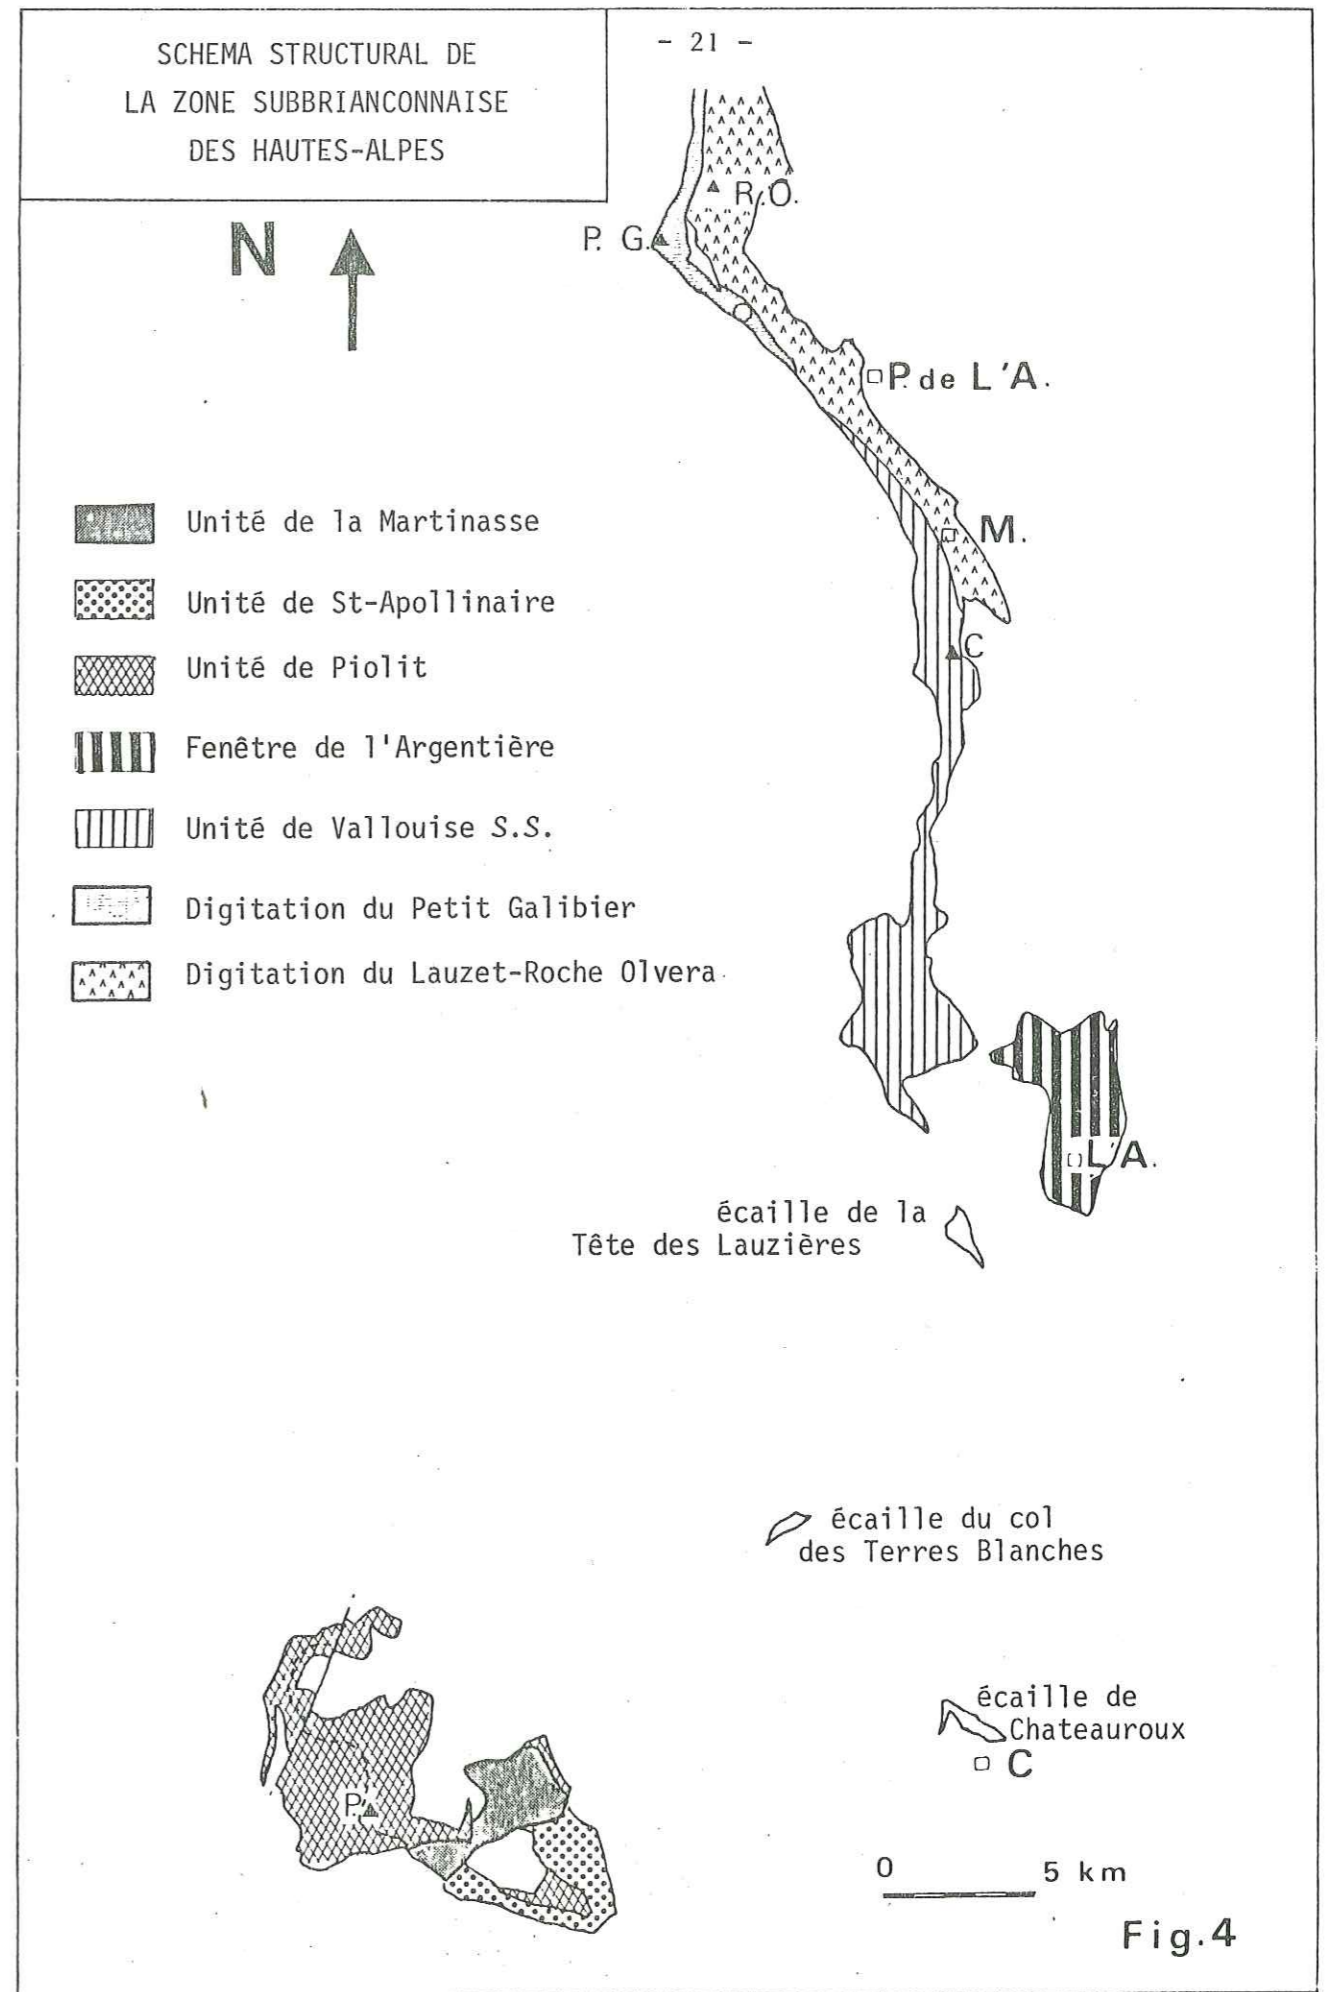 SCHEMA STRUCTURAL DE
LA ZONE SUBBRIANCONNAISE
DES HAUTES-ALPES
- 21 -
N
R.O.
P. G.
P. de L'A.
M.
C
Unité de la Martinasse
Unité de St-Apollinaire
Unité de Piolit
Fenêtre de l'Argentière
Unité de Vallouise S.S.
Digitation du Petit Galibier
Digitation du Lauzet-Roche Olvera
L'A.
écaille de la
Tête des Lauzières
écaille du col
des Terres Blanches
écaille de
Chateauroux
C
P.
0 5 km
Fig.4